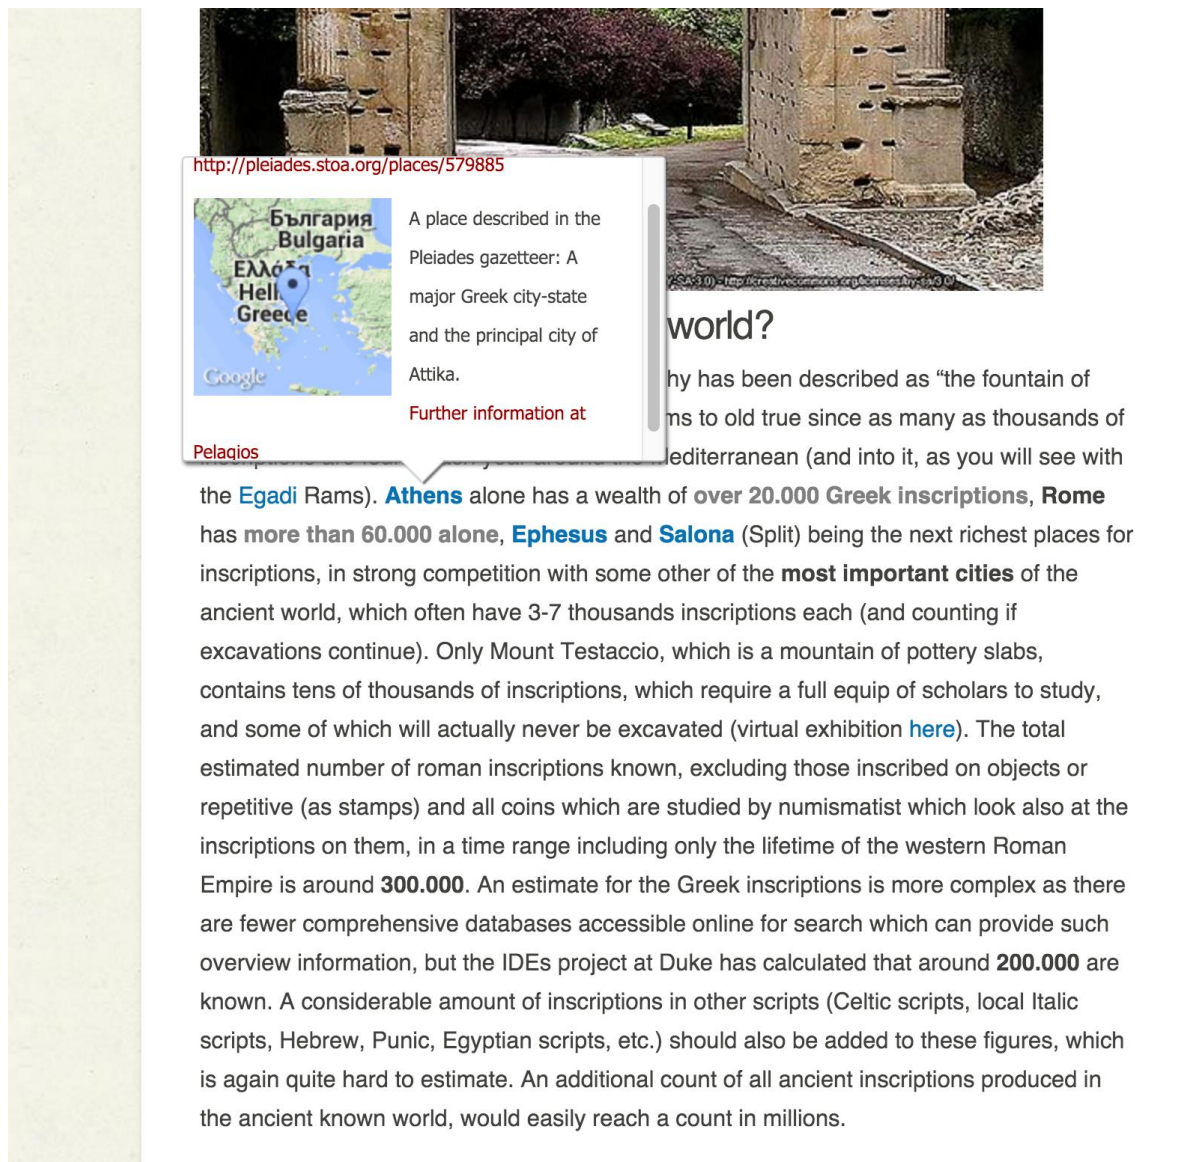 http://pleiades.stoa.org/places/579885
България
Bulgaria
Ελλάδα
Greece
Google
A place described in the
Pleiades gazetteer: A
major Greek city-state
and the principal city of
Attika.
Further information at
Pelagios
Y-SA-3.0) - http://creativecommons.org/licenses/by-sa/3.0/)
world?
hy has been described as “the fountain of
ms to old true since as many as thousands of
editerranean (and into it, as you will see with
the Egadi Rams). Athens alone has a wealth of over 20.000 Greek inscriptions, Rome
has more than 60.000 alone, Ephesus and Salona (Split) being the next richest places for
inscriptions, in strong competition with some other of the most important cities of the
ancient world, which often have 3-7 thousands inscriptions each (and counting if
excavations continue). Only Mount Testaccio, which is a mountain of pottery slabs,
contains tens of thousands of inscriptions, which require a full equip of scholars to study,
and some of which will actually never be excavated (virtual exhibition here). The total
estimated number of roman inscriptions known, excluding those inscribed on objects or
repetitive (as stamps) and all coins which are studied by numismatist which look also at the
inscriptions on them, in a time range including only the lifetime of the western Roman
Empire is around 300.000. An estimate for the Greek inscriptions is more complex as there
are fewer comprehensive databases accessible online for search which can provide such
overview information, but the IDEs project at Duke has calculated that around 200.000 are
known. A considerable amount of inscriptions in other scripts (Celtic scripts, local Italic
scripts, Hebrew, Punic, Egyptian scripts, etc.) should also be added to these figures, which
is again quite hard to estimate. An additional count of all ancient inscriptions produced in
the ancient known world, would easily reach a count in millions.